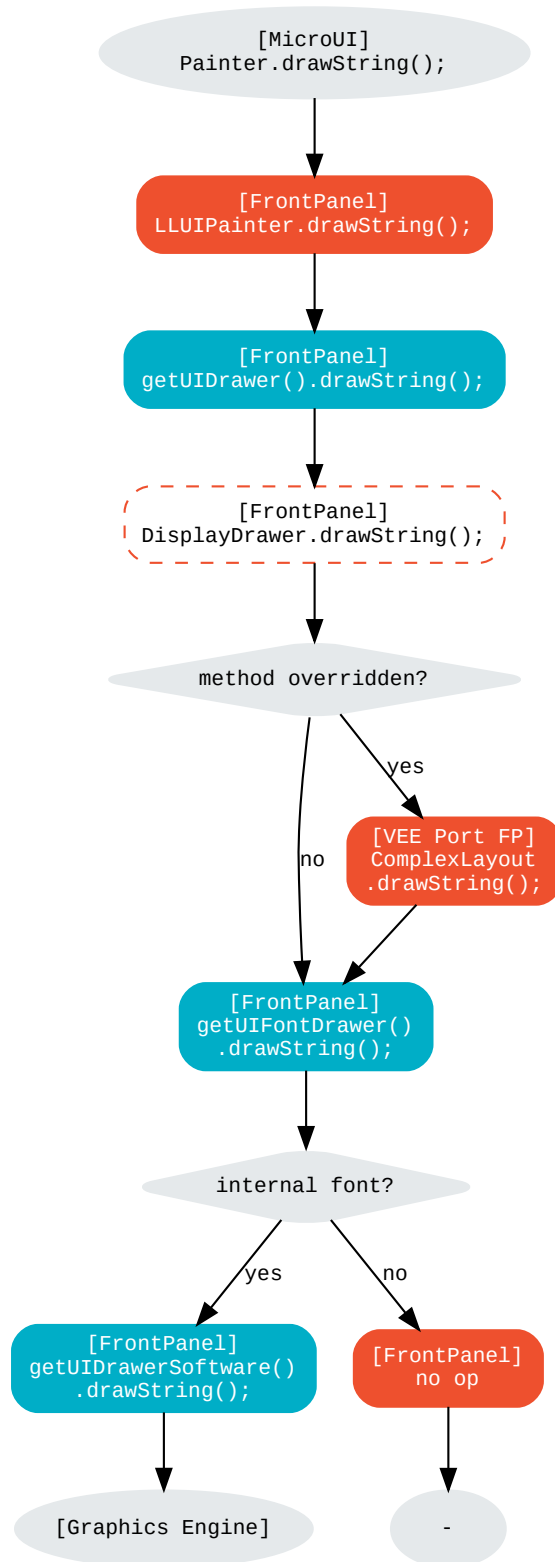 [MicroUI]
Painter.drawString();
[FrontPanel]
LLUIPainter.drawString();
[FrontPanel]
getUIDrawer().drawString();
[FrontPanel]
DisplayDrawer.drawString();
method overridden?
yes
no
[VEE Port FP]
ComplexLayout
.drawString();
[FrontPanel]
getUIFontDrawer()
.drawString();
internal font?
yes
no
[FrontPanel]
getUIDrawerSoftware()
.drawString();
[FrontPanel]
no op
[Graphics Engine]
-